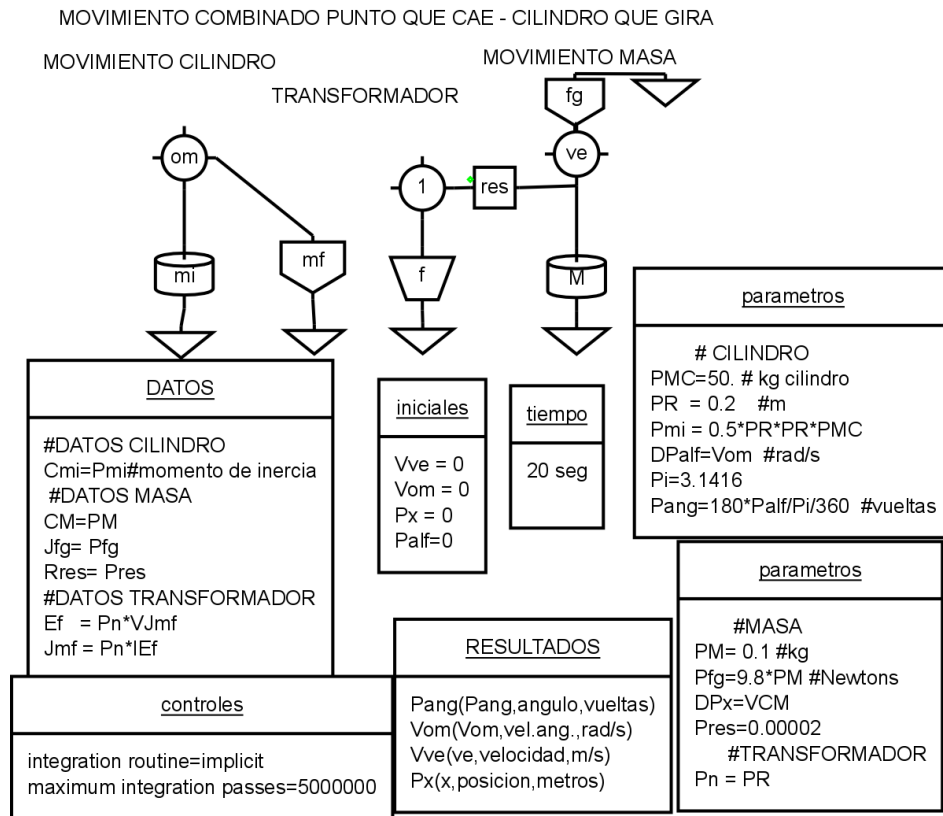 MOVIMIENTO COMBINADO PUNTO QUE CAE - CILINDRO QUE GIRA
MOVIMIENTO CILINDRO
MOVIMIENTO MASA
TRANSFORMADOR
fg
om
ve
1
res
mi
mf
f
M
DATOS
#DATOS CILINDRO
Cmi=Pmi#momento de inercia
#DATOS MASA
CM=PM
Jfg= Pfg
Rres= Pres
#DATOS TRANSFORMADOR
Ef = Pn*VJmf
Jmf = Pn*IEf
iniciales
Vve = 0
Vom = 0
Px = 0
Palf=0
tiempo
20 seg
parametros
# CILINDRO
PMC=50. # kg cilindro
PR = 0.2 #m
Pmi = 0.5*PR*PR*PMC
DPalf=Vom #rad/s
Pi=3.1416
Pang=180*Palf/Pi/360 #vueltas
controles
integration routine=implicit
maximum integration passes=5000000
RESULTADOS
Pang(Pang,angulo,vueltas)
Vom(Vom,vel.ang.,rad/s)
Vve(ve,velocidad,m/s)
Px(x,posicion,metros)
parametros
#MASA
PM= 0.1 #kg
Pfg=9.8*PM #Newtons
DPx=VCM
Pres=0.00002
#TRANSFORMADOR
Pn = PR